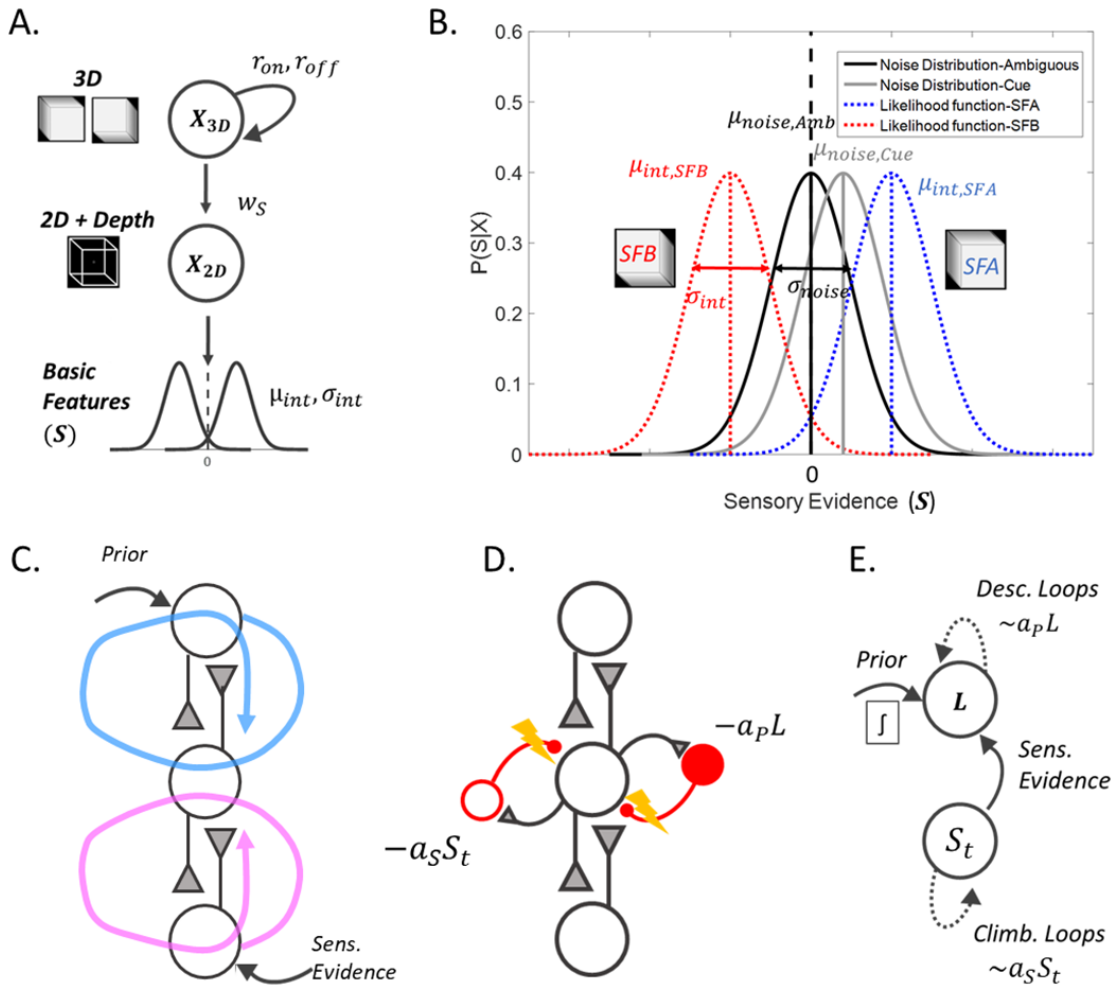 A.
3D
r_on, r_off
X_3D
w_S
2D + Depth
X_2D
Basic
Features
(S)
μ_int, σ_int
0
B.
0.6
0.5
0.4
0.3
0.2
0.1
0
P(S|X)
Noise Distribution-Ambiguous
Noise Distribution-Cue
Likelihood function-SFA
Likelihood function-SFB
μ_noise,Amb
μ_noise,Cue
μ_int,SFB
μ_int,SFA
SFB
SFA
σ_int
σ_noise
0
Sensory Evidence (S)
C.
Prior
Sens.
Evidence
D.
−a_P L
−a_S S_t
E.
Desc. Loops
~a_P L
Prior
∫
L
Sens.
Evidence
S_t
Climb. Loops
~a_S S_t